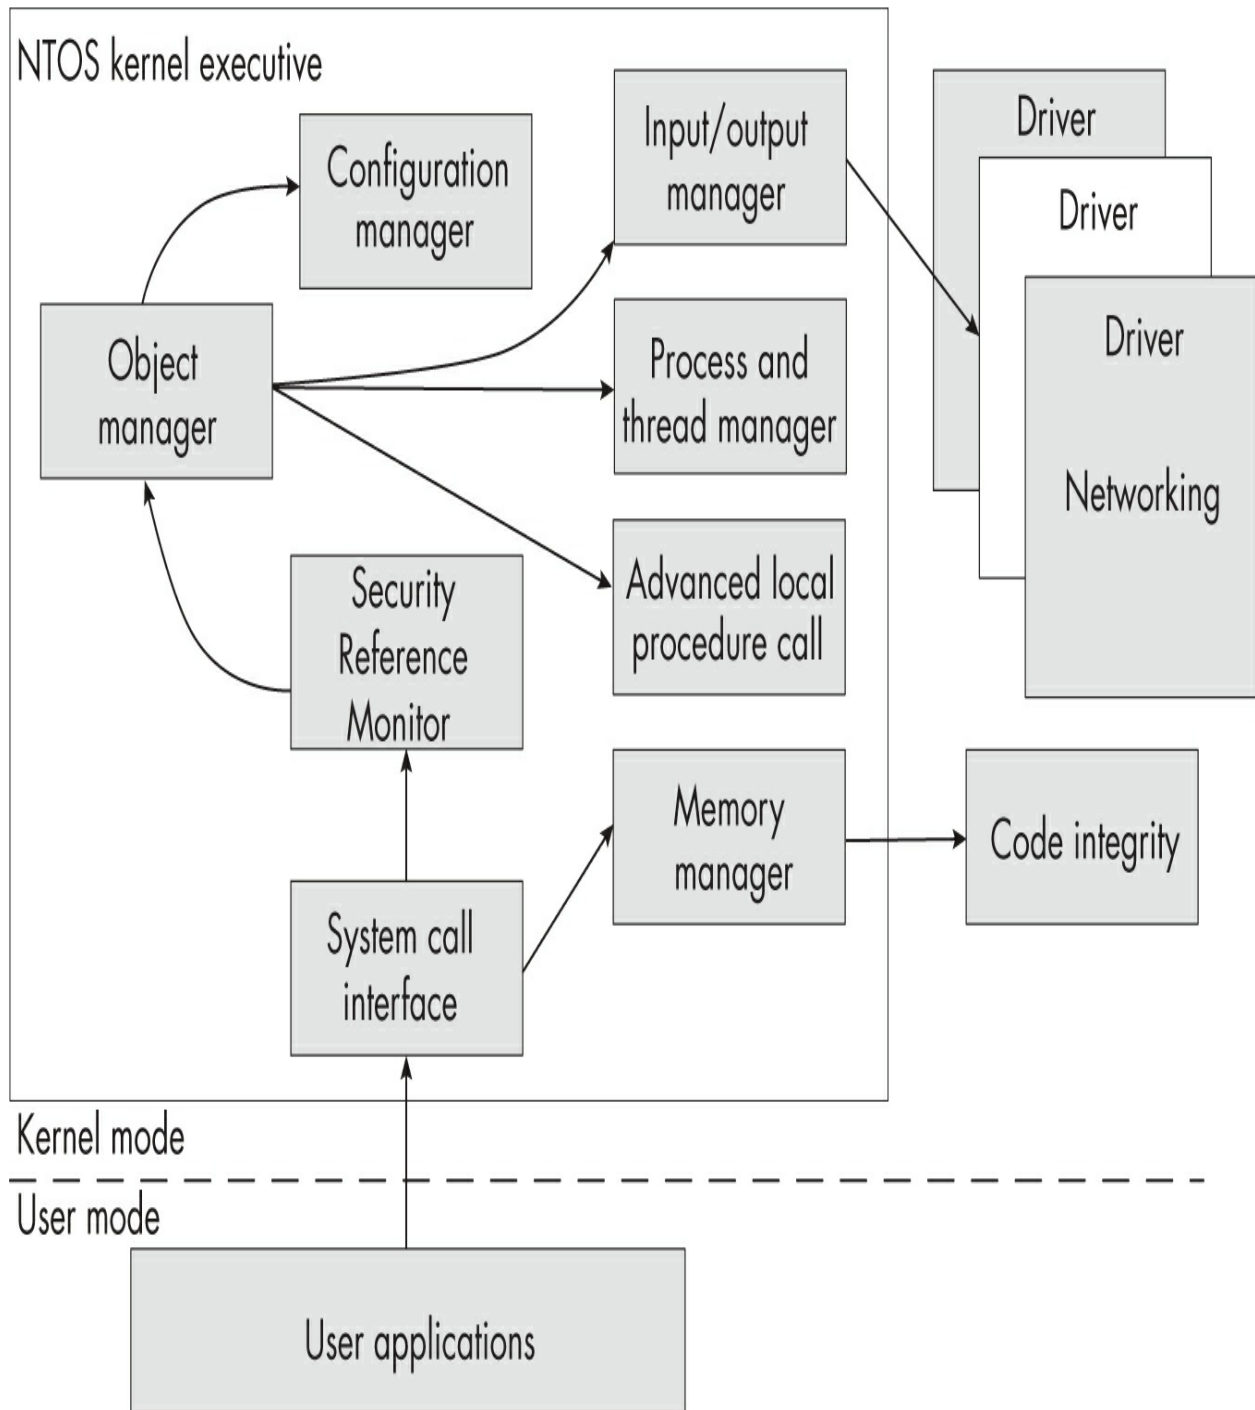 NTOS kernel executive
Configuration
manager
Input/output
manager
Driver
Driver
Driver
Networking
Object
manager
Process and
thread manager
Security
Reference
Monitor
Advanced local
procedure call
Memory
manager
Code integrity
System call
interface
Kernel mode
User mode
User applications